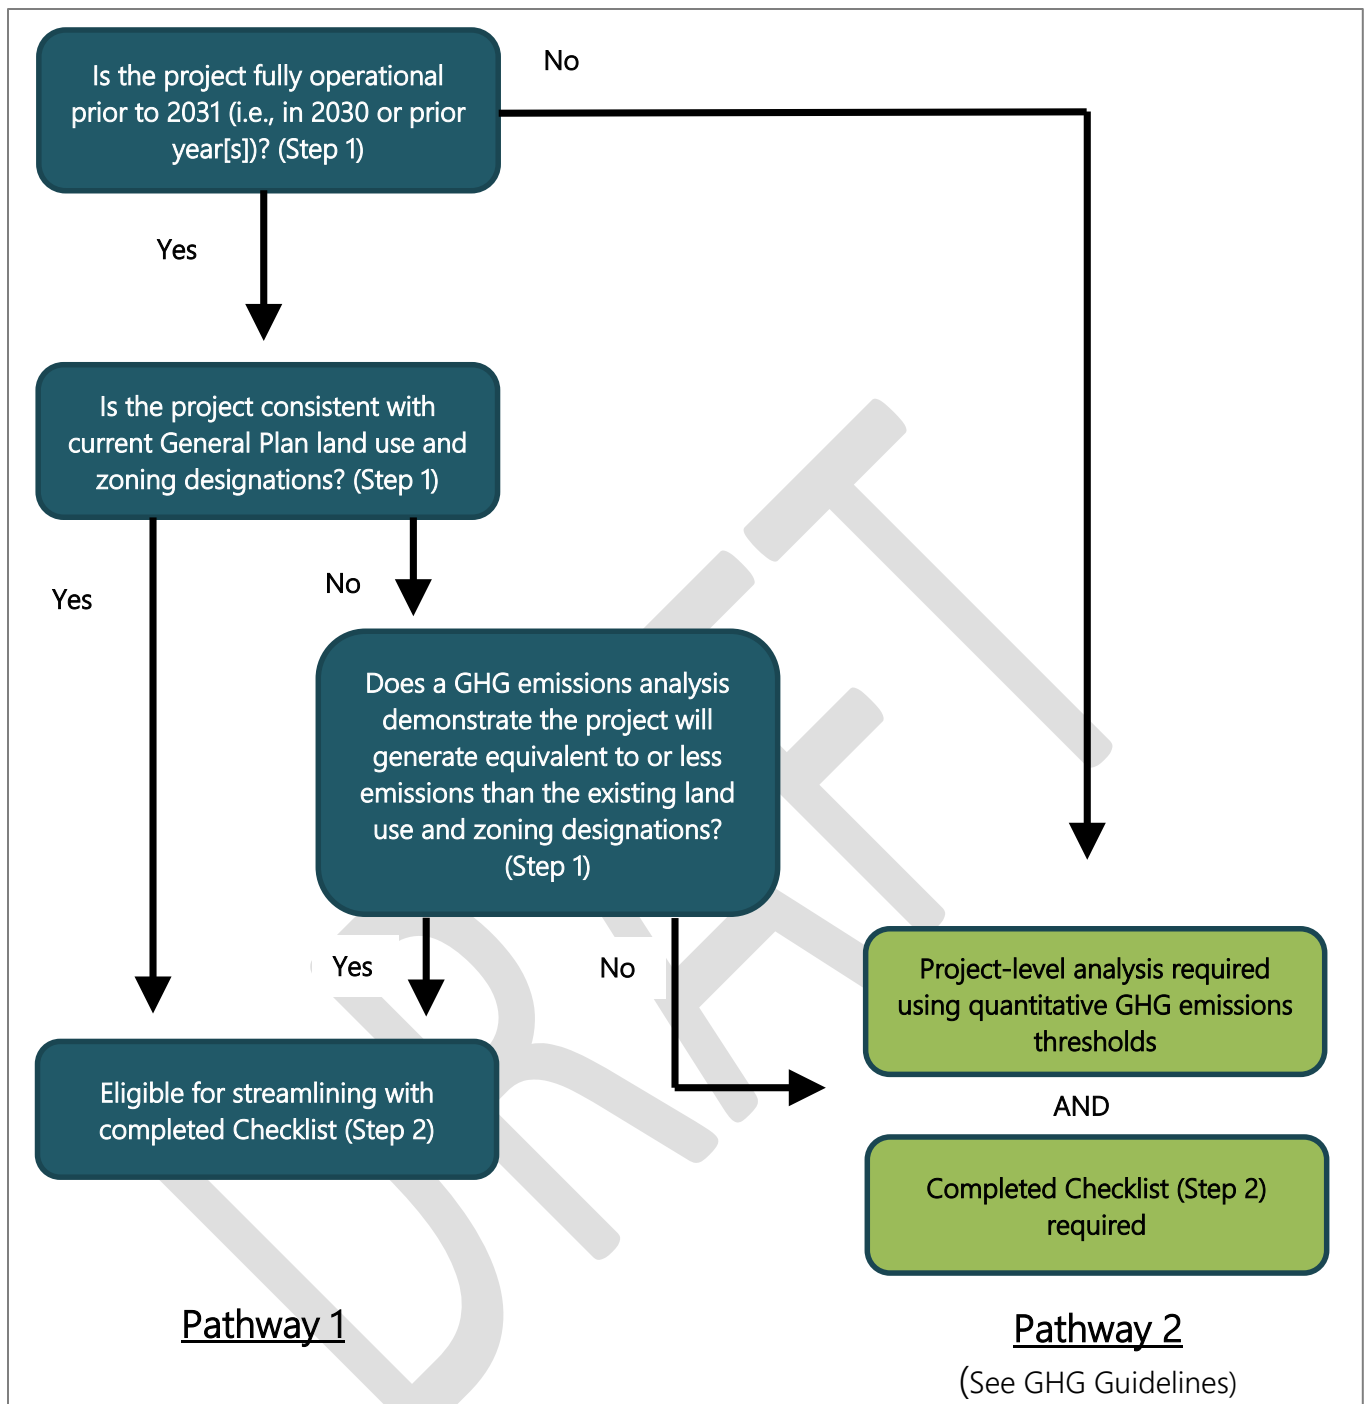 Is the project fully operational
prior to 2031 (i.e., in 2030 or prior
year[s])? (Step 1)
No
Yes
Is the project consistent with
current General Plan land use and
zoning designations? (Step 1)
Yes
No
Does a GHG emissions analysis
demonstrate the project will
generate equivalent to or less
emissions than the existing land
use and zoning designations?
(Step 1)
Yes
No
Project-level analysis required
using quantitative GHG emissions
thresholds
AND
Completed Checklist (Step 2)
required
Eligible for streamlining with
completed Checklist (Step 2)
Pathway 1
Pathway 2
(See GHG Guidelines)
DRAFT